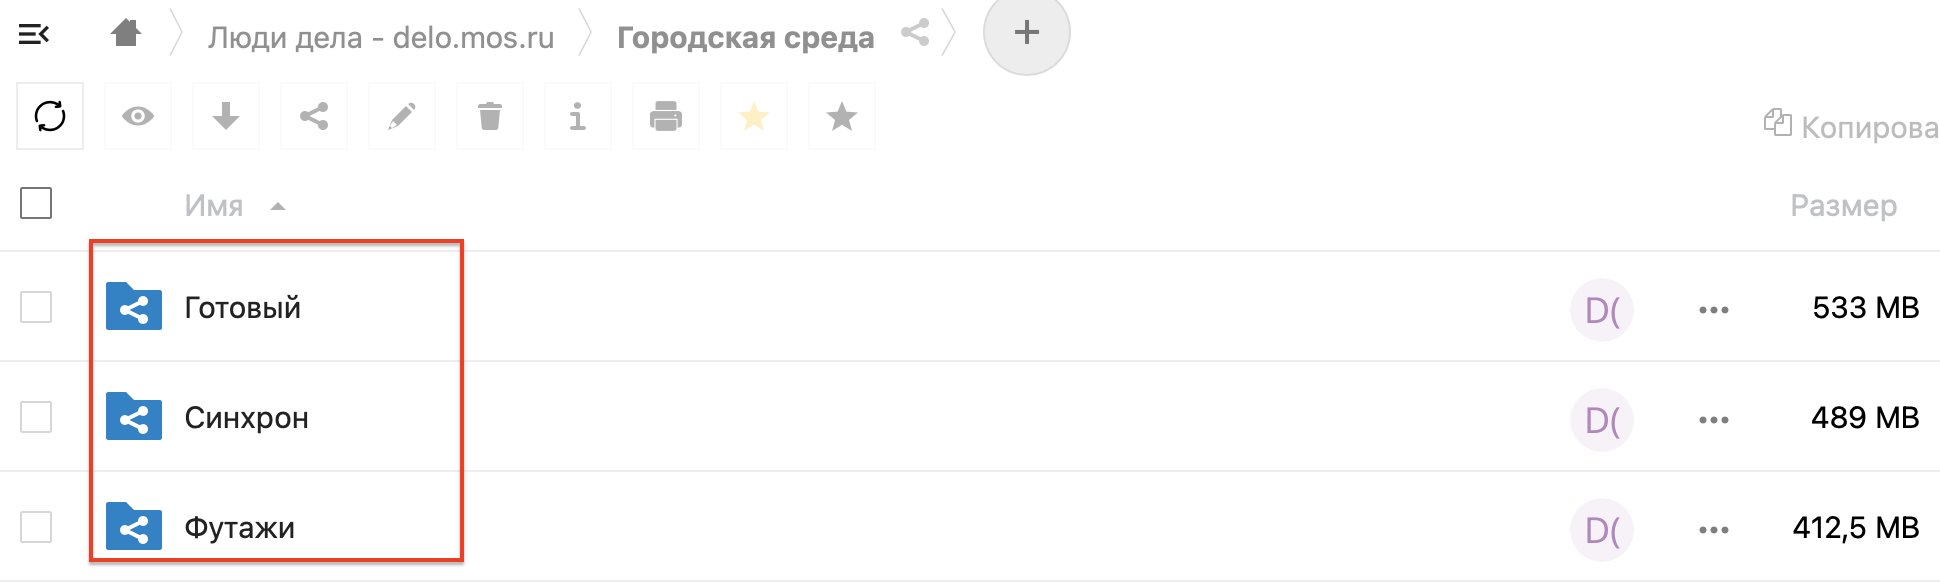 Люди дела - delo.mos.ru Городская среда
Копирова
Имя Размер
Готовый D( 533 MB
Синхрон D( 489 MB
Футажи D( 412,5 MB